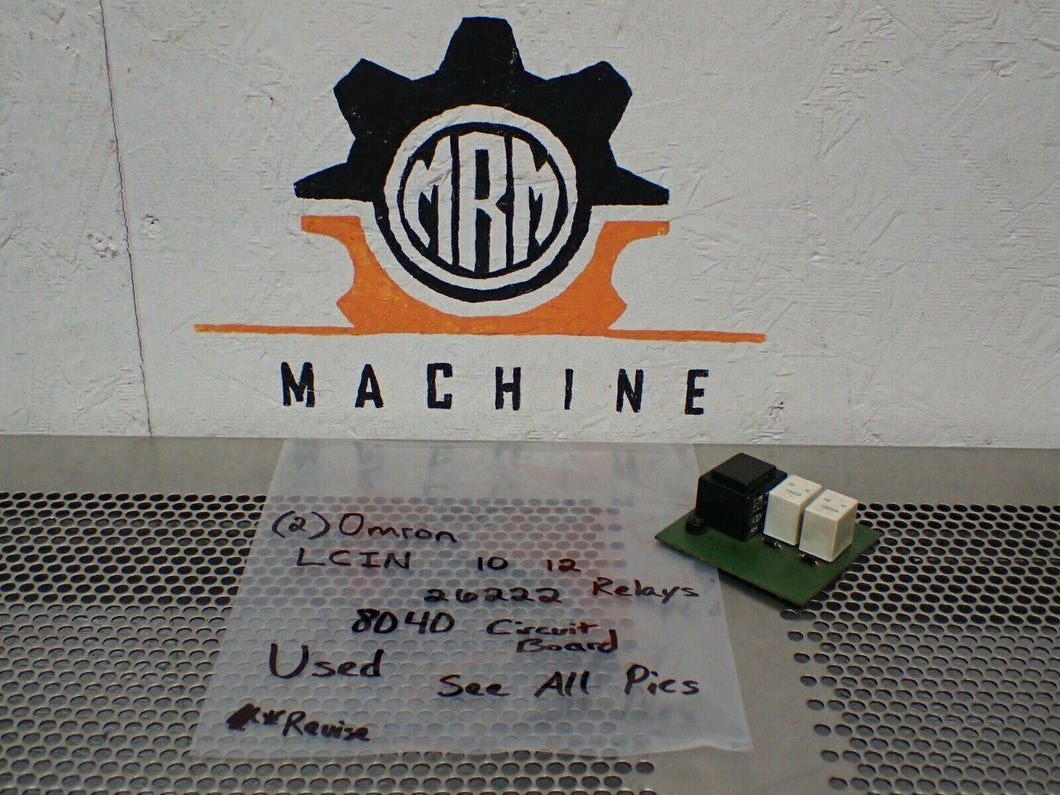 MRM
MACHINE
(2) Omron
LCIN 10 12
26222 Relays
8040 Circuit
Board
Used
See All Pics
**Revise